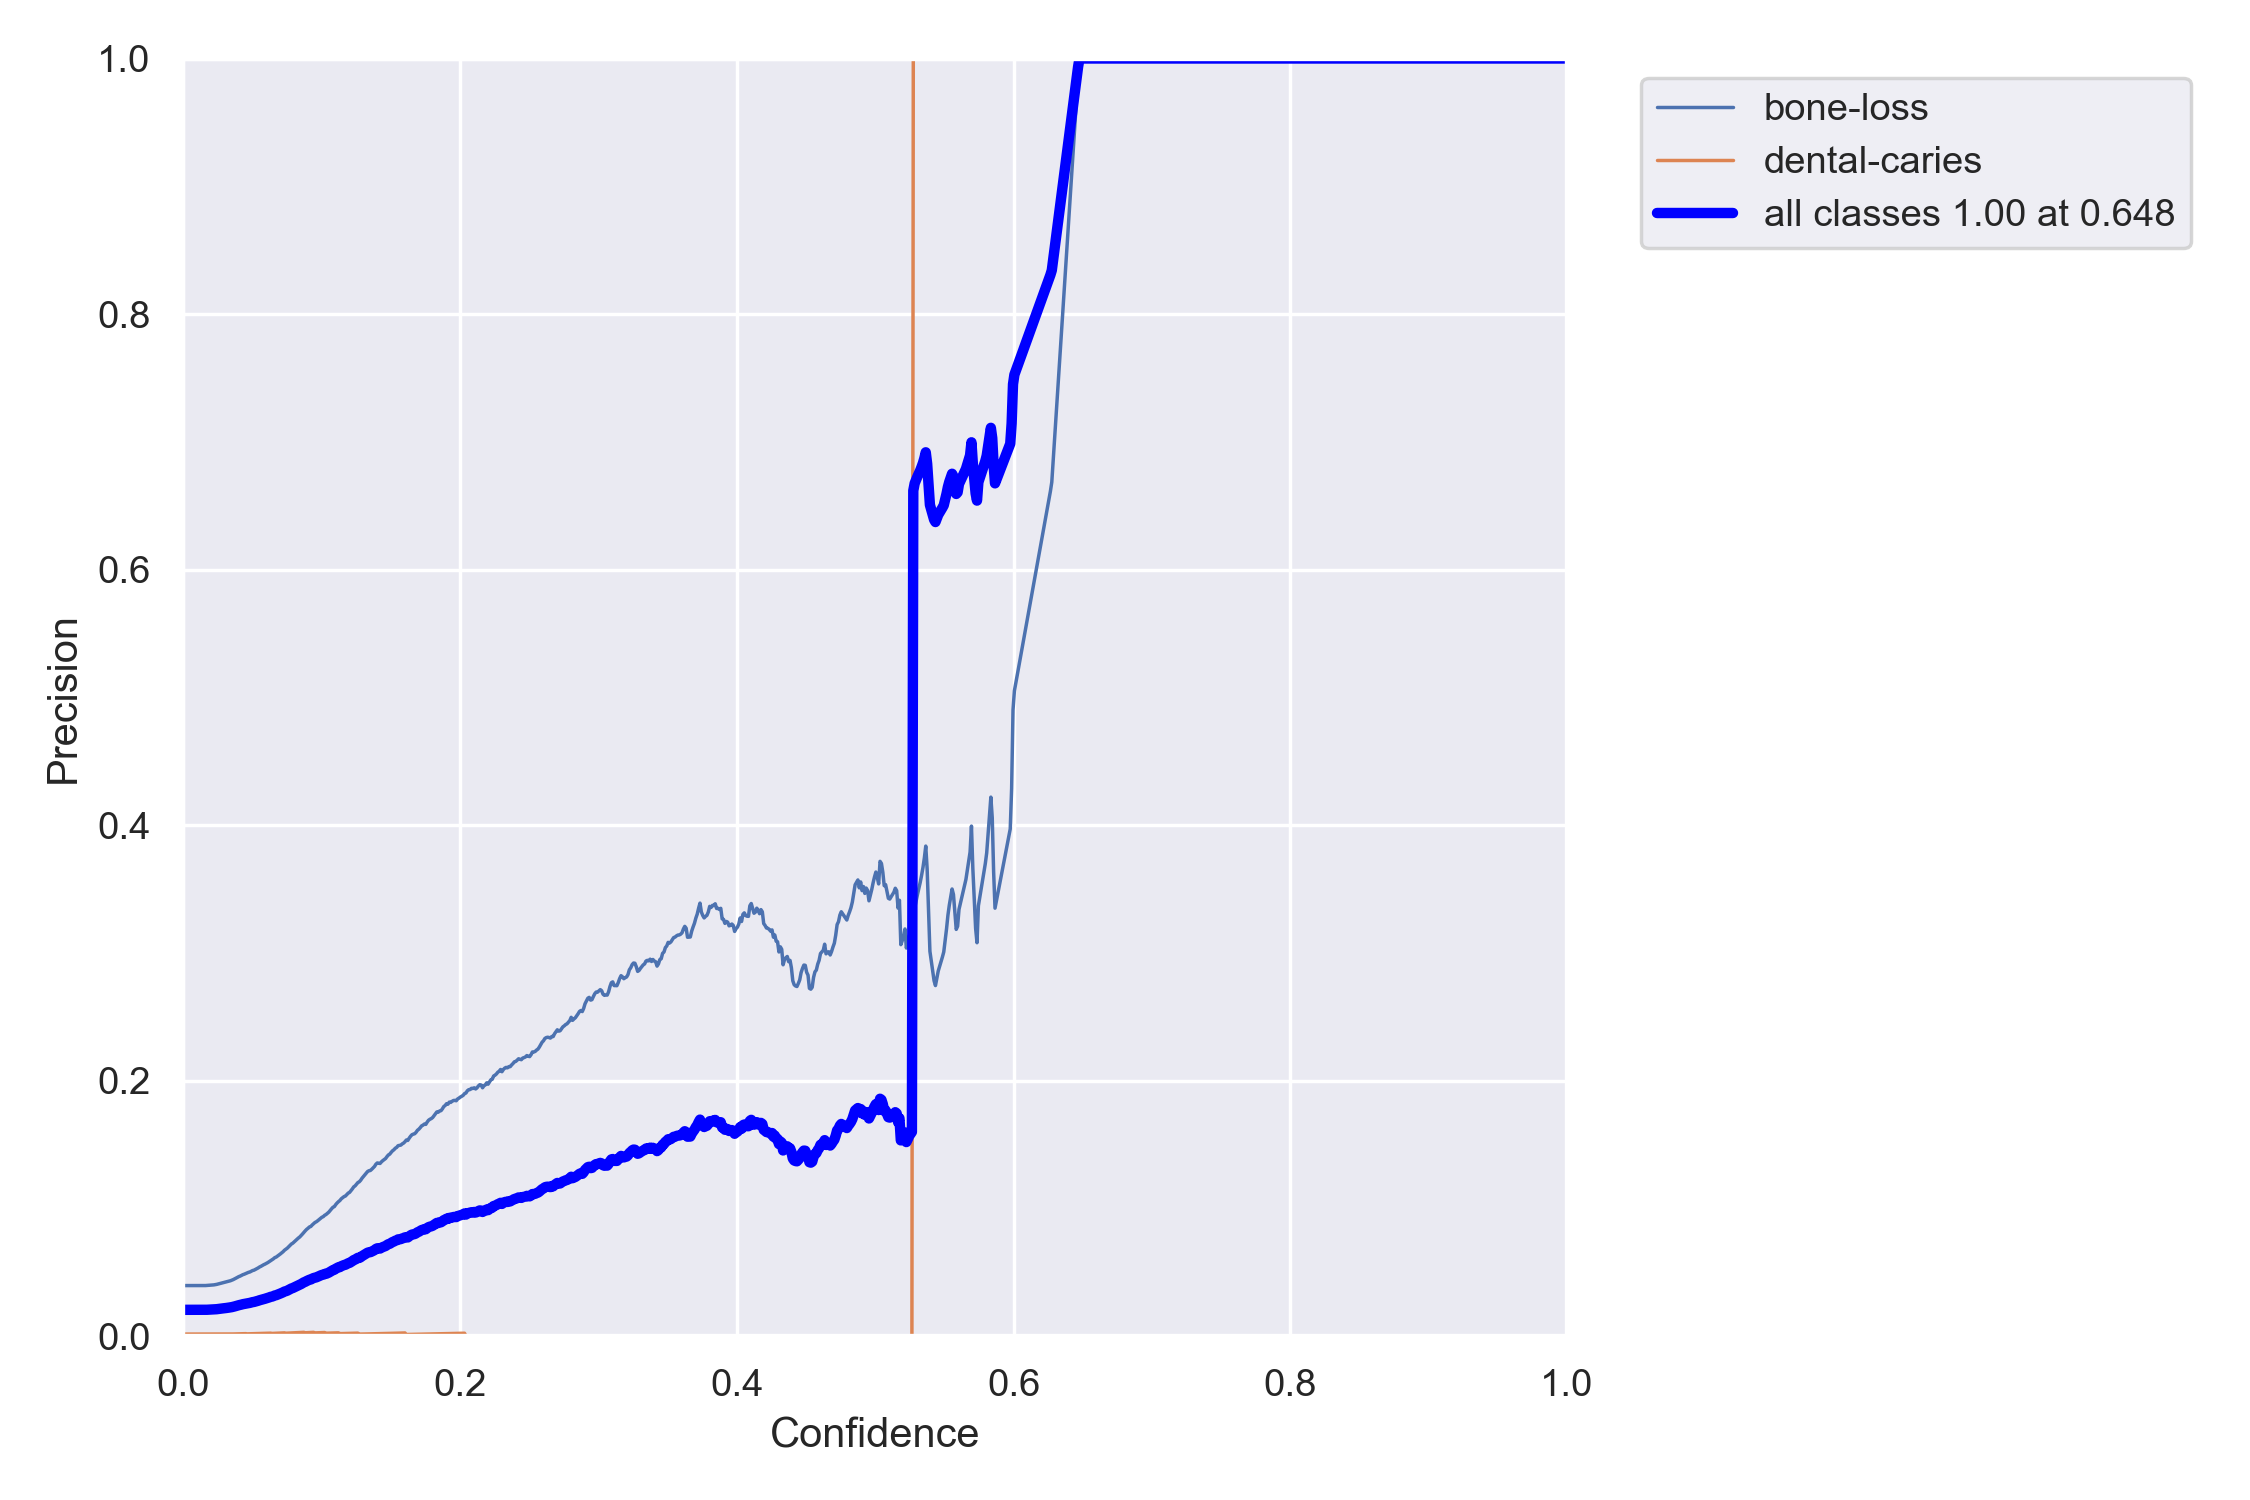 1.0
0.8
0.6
0.4
0.2
0.0
Precision
0.0 0.2 0.4 0.6 0.8 1.0
Confidence
bone-loss
dental-caries
all classes 1.00 at 0.648